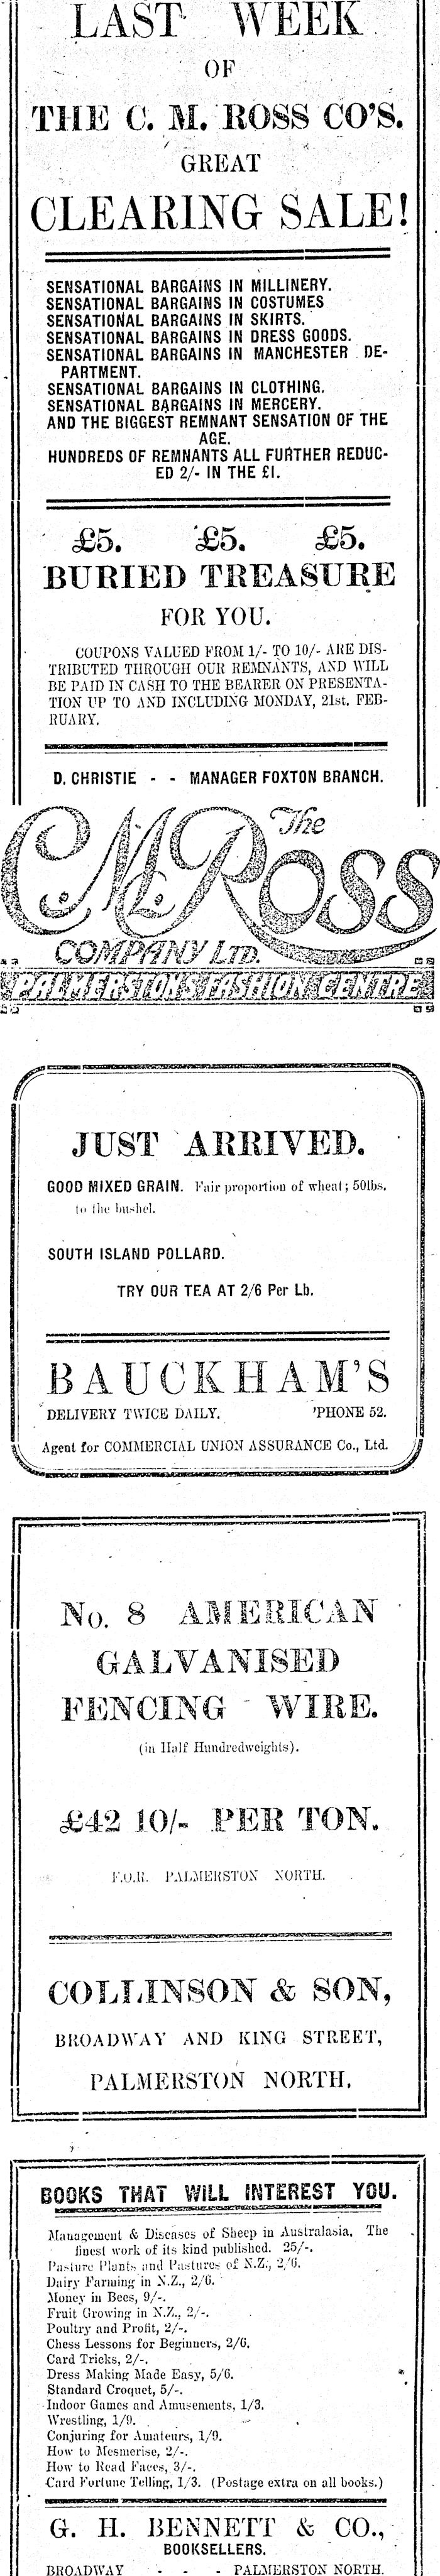 LAST WEEK
OF
THE C. M. ROSS CO'S.
GREAT
CLEARING SALE!
SENSATIONAL BARGAINS IN MILLINERY.
SENSATIONAL BARGAINS IN COSTUMES
SENSATIONAL BARGAINS IN SKIRTS.
SENSATIONAL BARGAINS IN DRESS GOODS.
SENSATIONAL BARGAINS IN MANCHESTER DE-
PARTMENT.
SENSATIONAL BARGAINS IN CLOTHING.
SENSATIONAL BARGAINS IN MERCERY.
AND THE BIGGEST REMNANT SENSATION OF THE
AGE.
HUNDREDS OF REMNANTS ALL FURTHER REDUC-
ED 2/- IN THE £1.
£5. £5. £5.
BURIED TREASURE
FOR YOU.
COUPONS VALUED FROM 1/- TO 10/- ARE DIS-
TRIBUTED THROUGH OUR REMNANTS, AND WILL
BE PAID IN CASH TO THE BEARER ON PRESENTA-
TION UP TO AND INCLUDING MONDAY, 21st. FEB-
RUARY.
D. CHRISTIE - - MANAGER FOXTON BRANCH.
The
C.M. Ross
COMPANY LTD.
PALMERSTON'S FASHION CENTRE
JUST ARRIVED.
GOOD MIXED GRAIN. Fair proportion of wheat; 50lbs.
to the bushel.
SOUTH ISLAND POLLARD.
TRY OUR TEA AT 2/6 Per Lb.
BAUCKHAM'S
DELIVERY TWICE DAILY. 'PHONE 52.
Agent for COMMERCIAL UNION ASSURANCE Co., Ltd.
No. 8 AMERICAN
GALVANISED
FENCING WIRE.
(in Half Hundredweights).
£42 10/- PER TON.
F.O.R. PALMERSTON NORTH.
COLLINSON & SON,
BROADWAY AND KING STREET,
PALMERSTON NORTH.
BOOKS THAT WILL INTEREST YOU.
Management & Diseases of Sheep in Australasia. The
finest work of its kind published. 25/-.
Pasture Plants and Pastures of N.Z., 2/6.
Dairy Farming in N.Z., 2/6.
Money in Bees, 9/-.
Fruit Growing in N.Z., 2/-.
Poultry and Profit, 2/-.
Chess Lessons for Beginners, 2/6.
Card Tricks, 2/-.
Dress Making Made Easy, 5/6.
Standard Croquet, 5/-.
Indoor Games and Amusements, 1/3.
Wrestling, 1/9.
Conjuring for Amateurs, 1/9.
How to Mesmerise, 2/-.
How to Read Faces, 3/-.
Card Fortune Telling, 1/3. (Postage extra on all books.)
G. H. BENNETT & CO.,
BOOKSELLERS.
BROADWAY - - - PALMERSTON NORTH.